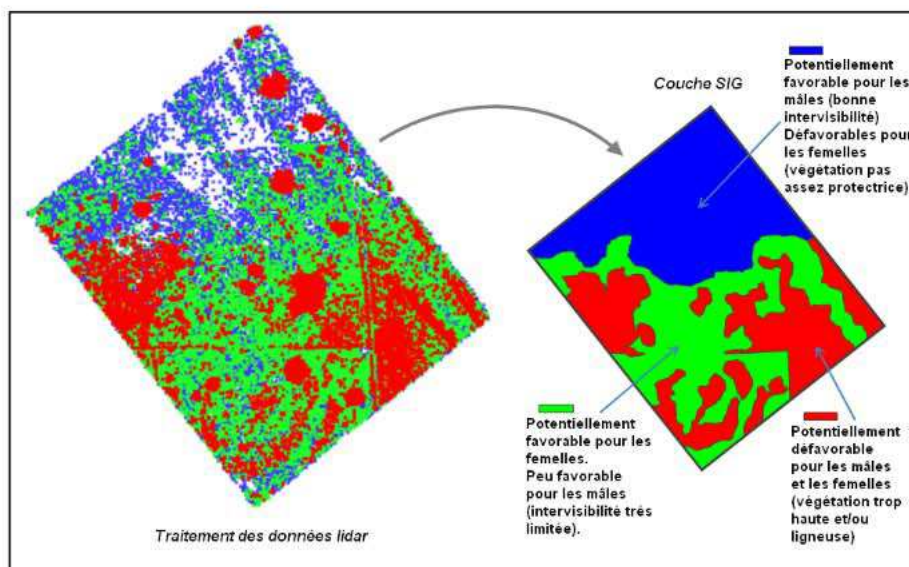 Potentiellement
favorable pour les
mâles (bonne
intervisibilité)
Défavorables pour
les femelles
(végétation pas
assez protectrice)
Couche SIG
Potentiellement
favorable pour les
femelles.
Peu favorable
pour les mâles
(intervisibilité très
limitée).
Potentiellement
défavorable
pour les mâles
et les femelles
(végétation trop
haute et/ou
ligneuse)
Traitement des données lidar